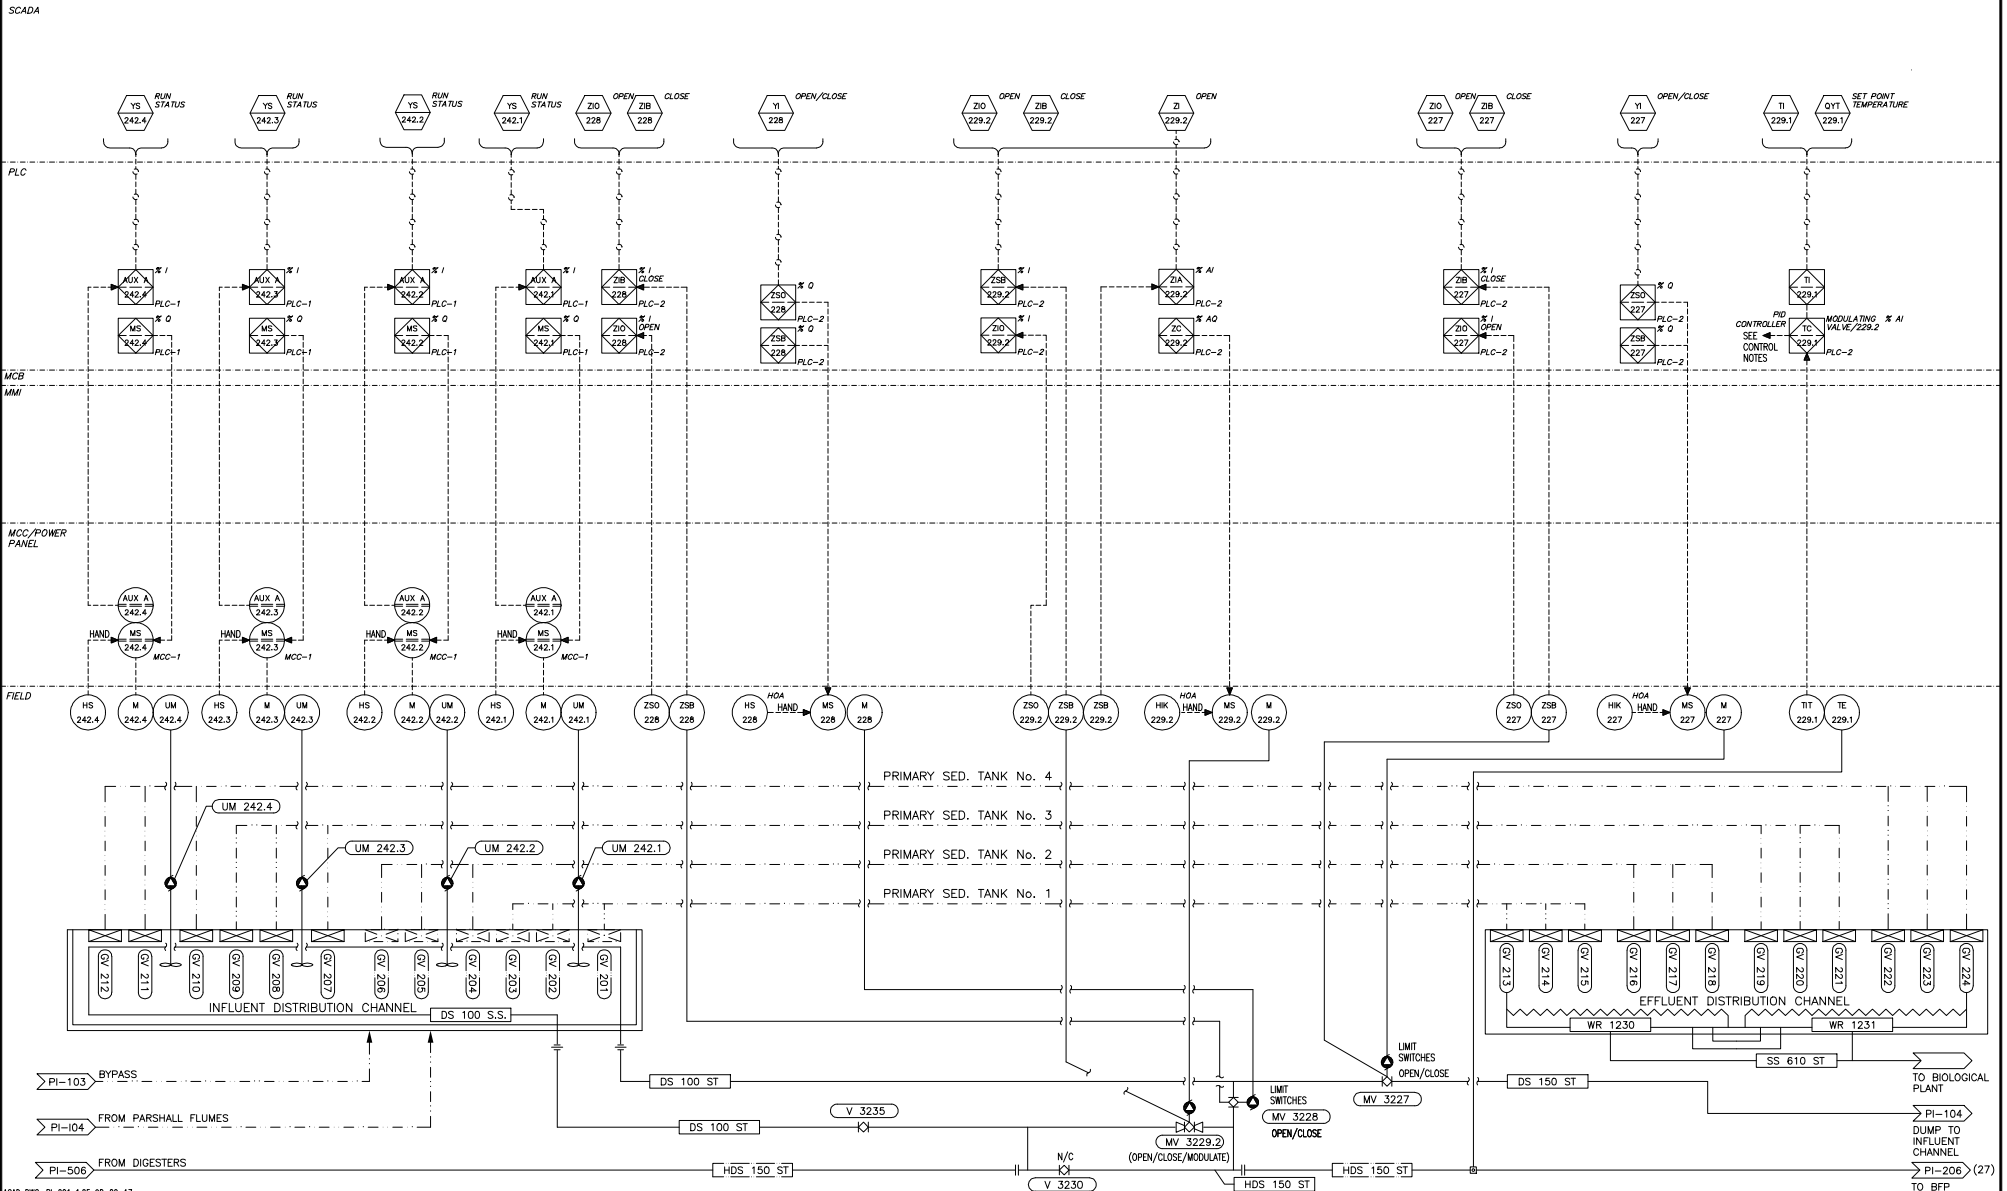 SCADA
YS 242.4 RUN STATUS
YS 242.3 RUN STATUS
YS 242.2 RUN STATUS
YS 242.1 RUN STATUS
ZIO 228 OPEN
ZIB 228 CLOSE
YI 228 OPEN/CLOSE
ZIO 229.2 OPEN
ZIB 229.2 CLOSE
ZI 229.2 OPEN
ZIO 227 OPEN
ZIB 227 CLOSE
YI 227 OPEN/CLOSE
TI 229.1
QYT 229.1 SET POINT TEMPERATURE
PLC
AUX A 242.4 % I PLC-1
AUX A 242.3 % I PLC-1
AUX A 242.2 % I PLC-1
AUX A 242.1 % I PLC-1
ZIB 228 % I CLOSE PLC-2
ZSO 228 % Q PLC-2
ZSB 229.2 % I PLC-2
ZIA 229.2 % AI PLC-2
ZIB 227 % I CLOSE PLC-2
ZSO 227 % Q PLC-2
TI 229.1
MS 242.4 % Q PLC-1
MS 242.3 % Q PLC-1
MS 242.2 % Q PLC-1
MS 242.1 % Q PLC-1
ZIO 228 % I OPEN PLC-2
ZSB 228 % Q PLC-2
ZIO 229.2 % I PLC-2
ZC 229.2 % AQ PLC-2
ZIO 227 % I OPEN PLC-2
ZSB 227 % Q PLC-2
PID CONTROLLER
SEE CONTROL NOTES
TC 229.1 MODULATING VALVE/229.2 % AI PLC-2
MCB
MMI
MCC/POWER PANEL
AUX A 242.4
AUX A 242.3
AUX A 242.2
AUX A 242.1
HAND MS 242.4 MCC-1
HAND MS 242.3 MCC-1
HAND MS 242.2 MCC-1
HAND MS 242.1 MCC-1
FIELD
HS 242.4
M 242.4
UM 242.4
HS 242.3
M 242.3
UM 242.3
HS 242.2
M 242.2
UM 242.2
HS 242.1
M 242.1
UM 242.1
ZSO 228
ZSB 228
HS 228
HOA
HAND
MS 228
M 228
ZSO 229.2
ZSB 229.2
ZSB 229.2
HIK 229.2
HOA
HAND
MS 229.2
M 229.2
ZSO 227
ZSB 227
HIK 227
HOA
HAND
MS 227
M 227
TIT 229.1
TE 229.1
PRIMARY SED. TANK No. 4
UM 242.4
PRIMARY SED. TANK No. 3
UM 242.3
UM 242.2
UM 242.1
PRIMARY SED. TANK No. 2
PRIMARY SED. TANK No. 1
GV 212
GV 211
GV 210
GV 209
GV 208
GV 207
GV 206
GV 205
GV 204
GV 203
GV 202
GV 201
GV 213
GV 214
GV 215
GV 216
GV 217
GV 218
GV 219
GV 220
GV 221
GV 222
GV 223
GV 224
INFLUENT DISTRIBUTION CHANNEL
DS 100 S.S.
EFFLUENT DISTRIBUTION CHANNEL
WR 1230
WR 1231
SS 610 ST
TO BIOLOGICAL PLANT
PI-103 BYPASS
DS 100 ST
LIMIT SWITCHES
OPEN/CLOSE
MV 3227
DS 150 ST
LIMIT SWITCHES
MV 3228
OPEN/CLOSE
PI-104
DUMP TO INFLUENT CHANNEL
PI-104 FROM PARSHALL FLUMES
DS 100 ST
V 3235
MV 3229.2
(OPEN/CLOSE/MODULATE)
PI-506 FROM DIGESTERS
HDS 150 ST
N/C
V 3230
HDS 150 ST
HDS 150 ST
PI-206 (27)
TO BFP